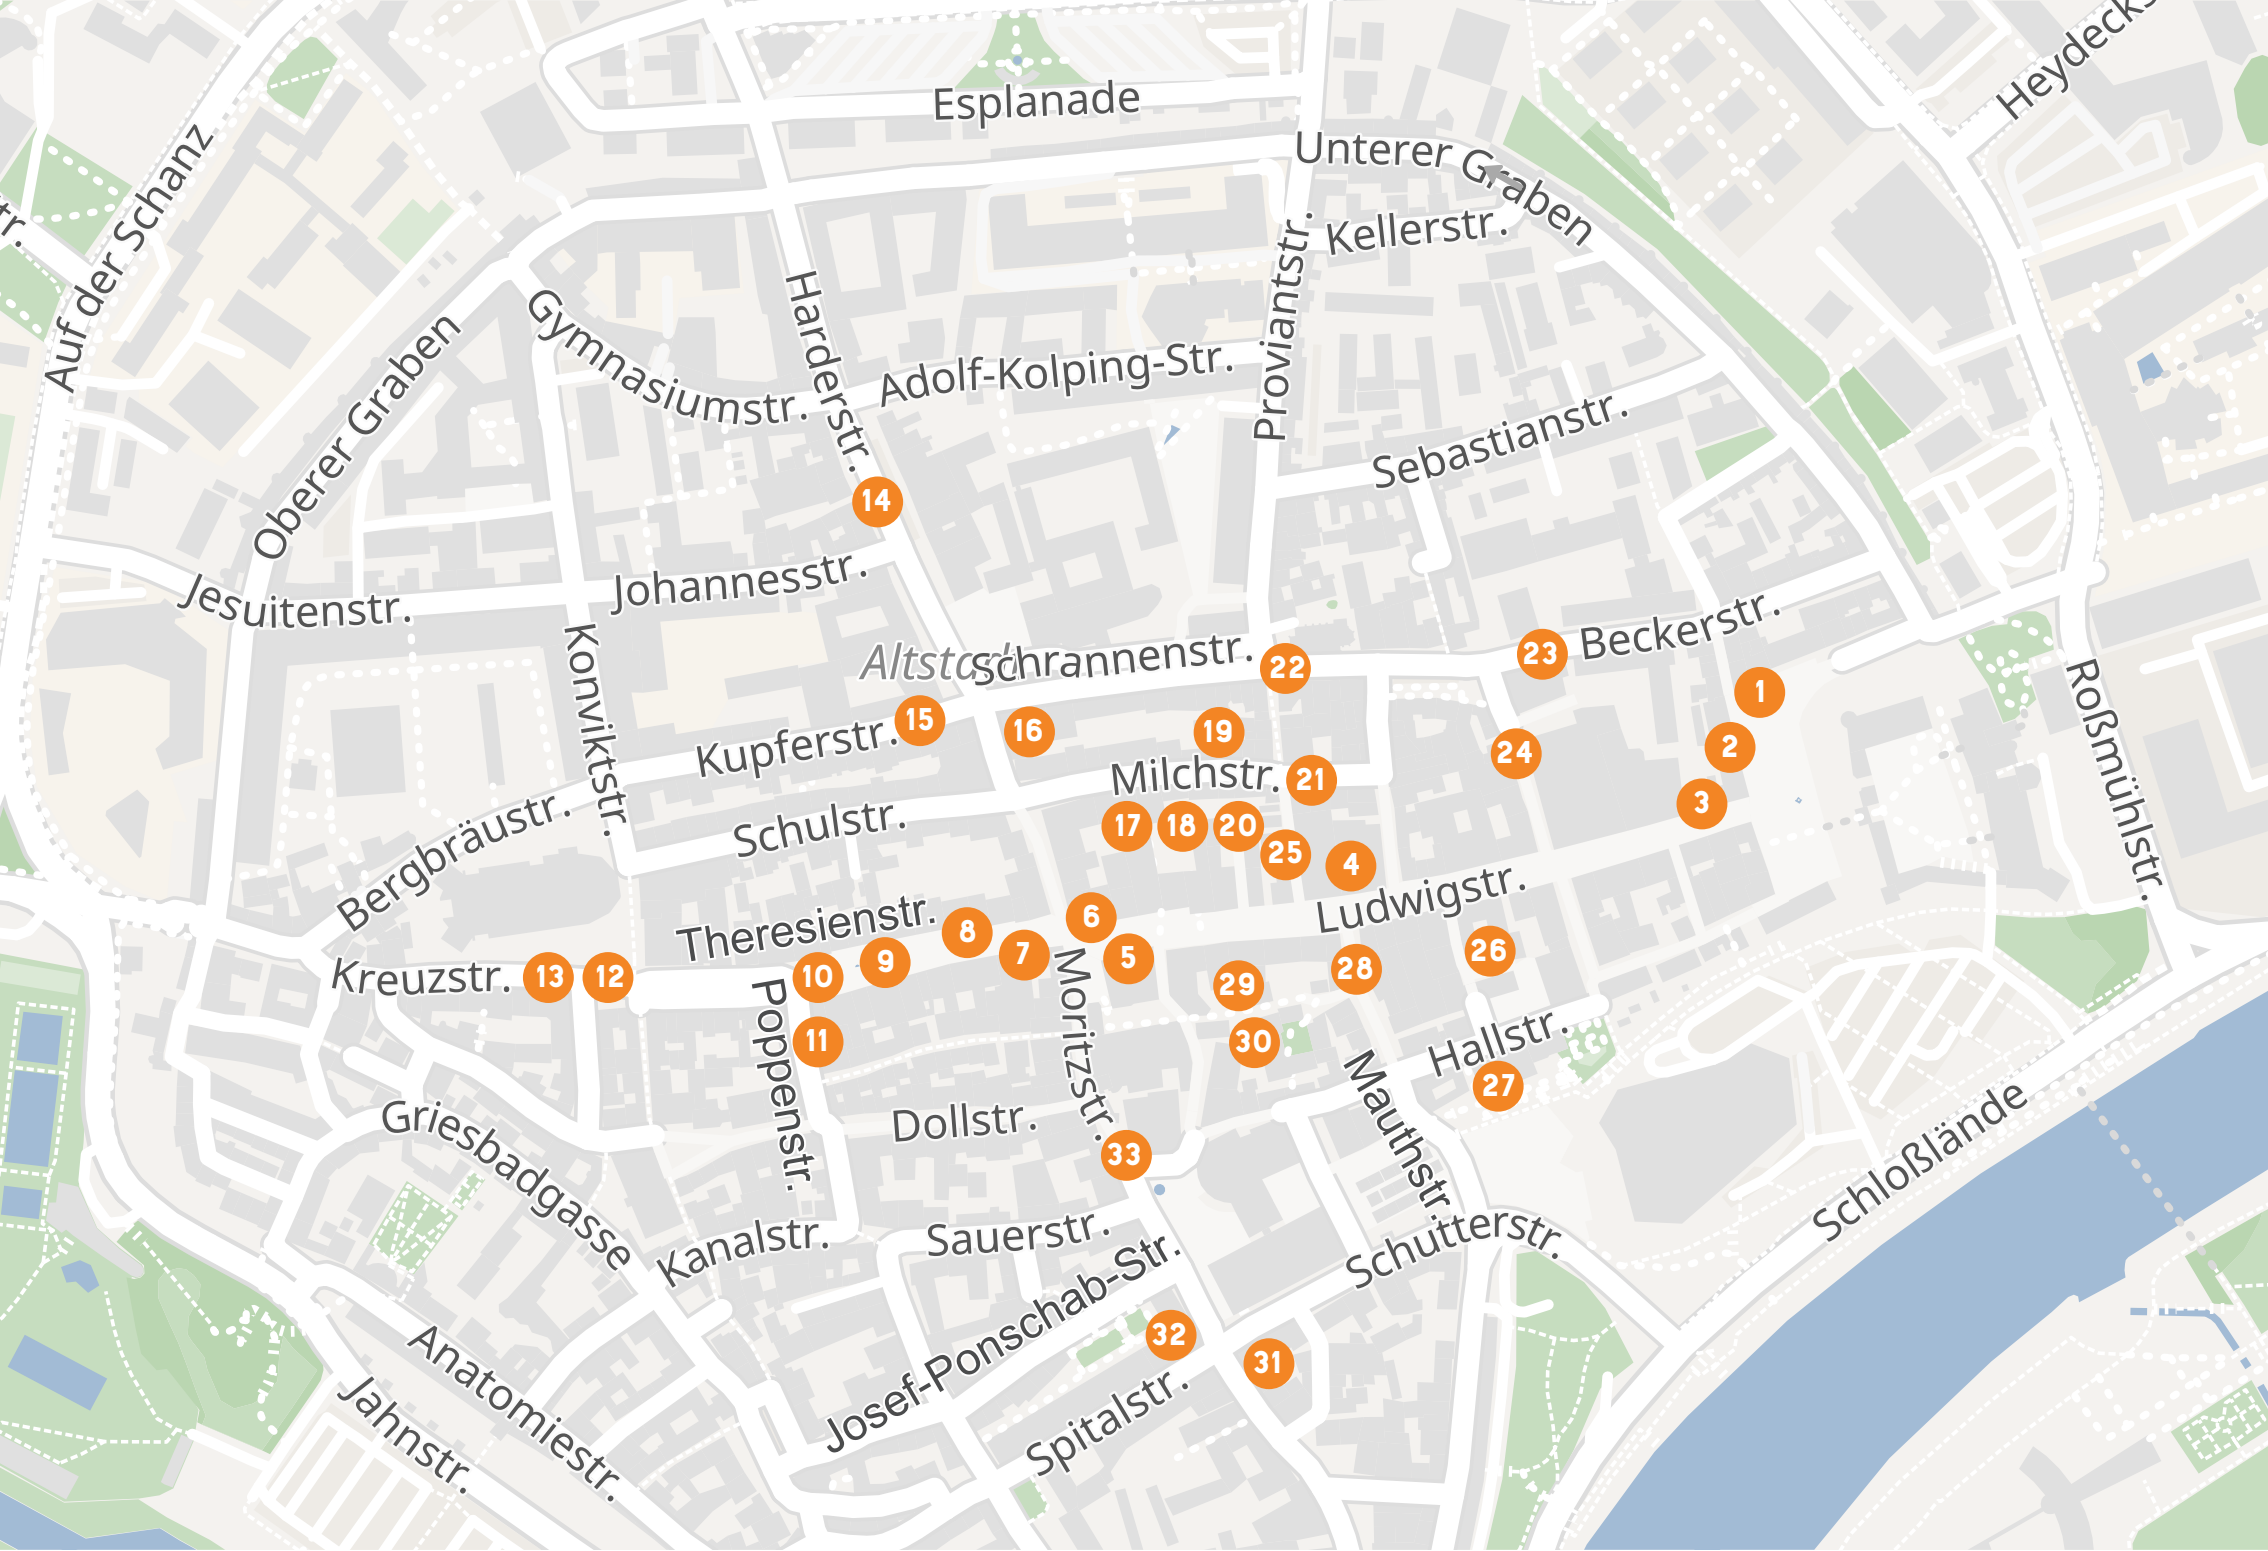 Heydecks
Esplanade
Unterer Graben
Kellerstr.
Auf der Schanz
tr.
Proviantstr.
Harderstr.
Gymnasiumstr.
Adolf-Kolping-Str.
Oberer Graben
Sebastianstr.
14
Jesuitenstr.
Johannesstr.
Konviktstr.
Altstadt
Schrannenstr.
22
23
Beckerstr.
1
Roßmühlstr.
15
16
19
2
24
Kupferstr.
Milchstr.
21
3
Bergbräustr.
Schulstr.
17
18
20
25
4
Ludwigstr.
Theresienstr.
8
6
7
5
9
10
Kreuzstr.
13
12
26
28
29
30
11
Poppenstr.
Moritzstr.
Hallstr.
27
Mauthstr.
Griesbadgasse
Dollstr.
33
Schloßlände
Kanalstr.
Sauerstr.
Schutterstr.
Josef-Ponschab-Str.
32
31
Spitalstr.
Anatomiestr.
Jahnstr.